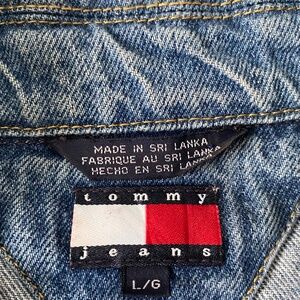 MADE IN SRI LANKA
FABRIQUE AU SRI LANKA
HECHO EN SRI LANKA
tommy
jeans
L/G